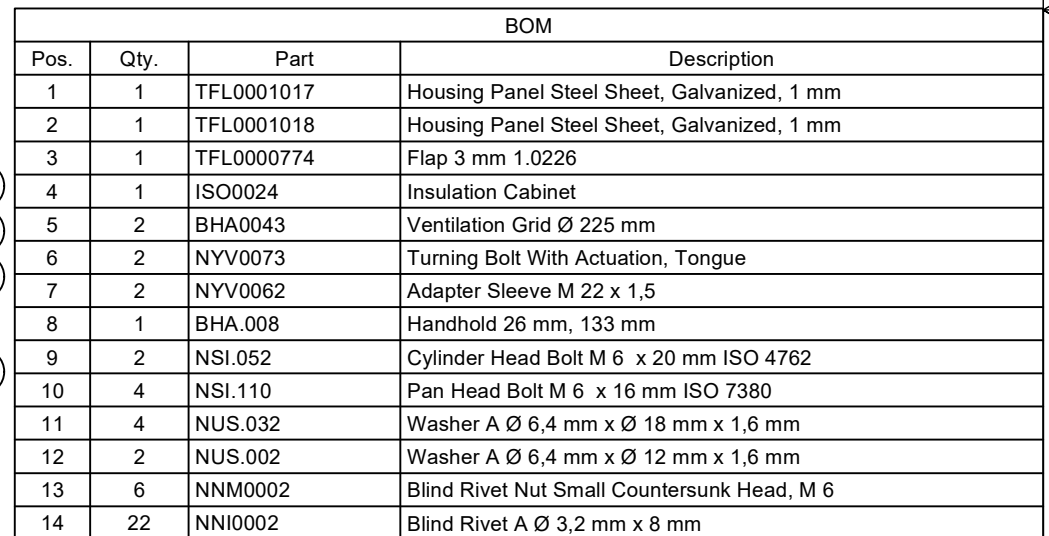 BOM
Pos. Qty. Part Description
1 1 TFL0001017 Housing Panel Steel Sheet, Galvanized, 1 mm
2 1 TFL0001018 Housing Panel Steel Sheet, Galvanized, 1 mm
3 1 TFL0000774 Flap 3 mm 1.0226
4 1 ISO0024 Insulation Cabinet
5 2 BHA0043 Ventilation Grid Ø 225 mm
6 2 NYV0073 Turning Bolt With Actuation, Tongue
7 2 NYV0062 Adapter Sleeve M 22 x 1,5
8 1 BHA.008 Handhold 26 mm, 133 mm
9 2 NSI.052 Cylinder Head Bolt M 6  x 20 mm ISO 4762
10 4 NSI.110 Pan Head Bolt M 6  x 16 mm ISO 7380
11 4 NUS.032 Washer A Ø 6,4 mm x Ø 18 mm x 1,6 mm
12 2 NUS.002 Washer A Ø 6,4 mm x Ø 12 mm x 1,6 mm
13 6 NNM0002 Blind Rivet Nut Small Countersunk Head, M 6
14 22 NNI0002 Blind Rivet A Ø 3,2 mm x 8 mm